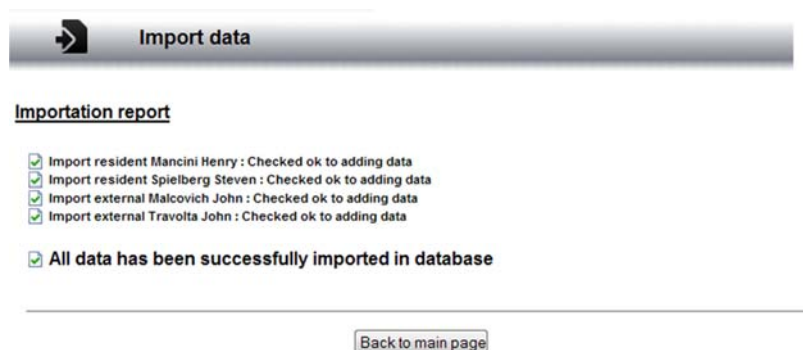 Import data
Importation report
Import resident Mancini Henry : Checked ok to adding data
Import resident Spielberg Steven : Checked ok to adding data
Import external Malcovich John : Checked ok to adding data
Import external Travolta John : Checked ok to adding data
All data has been successfully imported in database
Back to main page